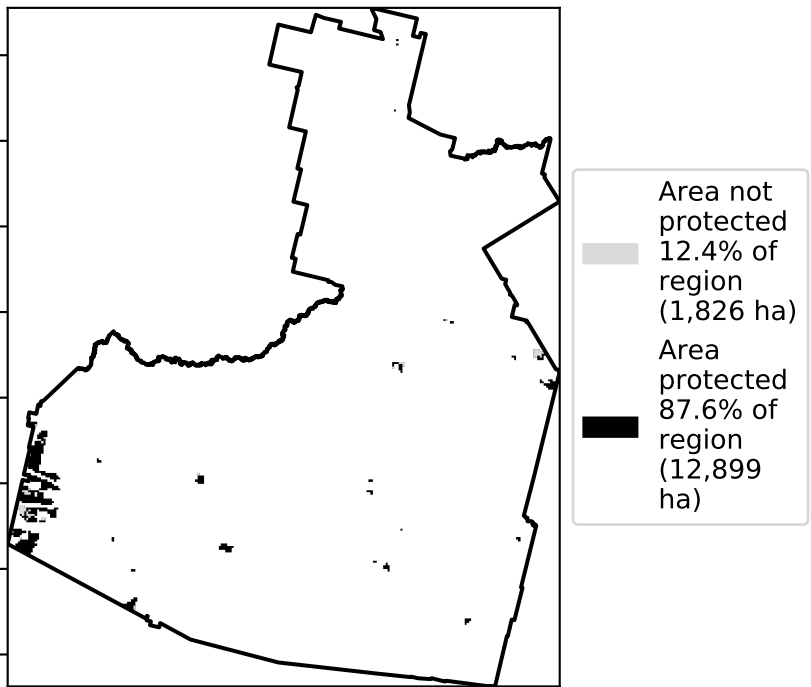 Area not
protected
12.4% of
region
(1,826 ha)
Area
protected
87.6% of
region
(12,899
ha)